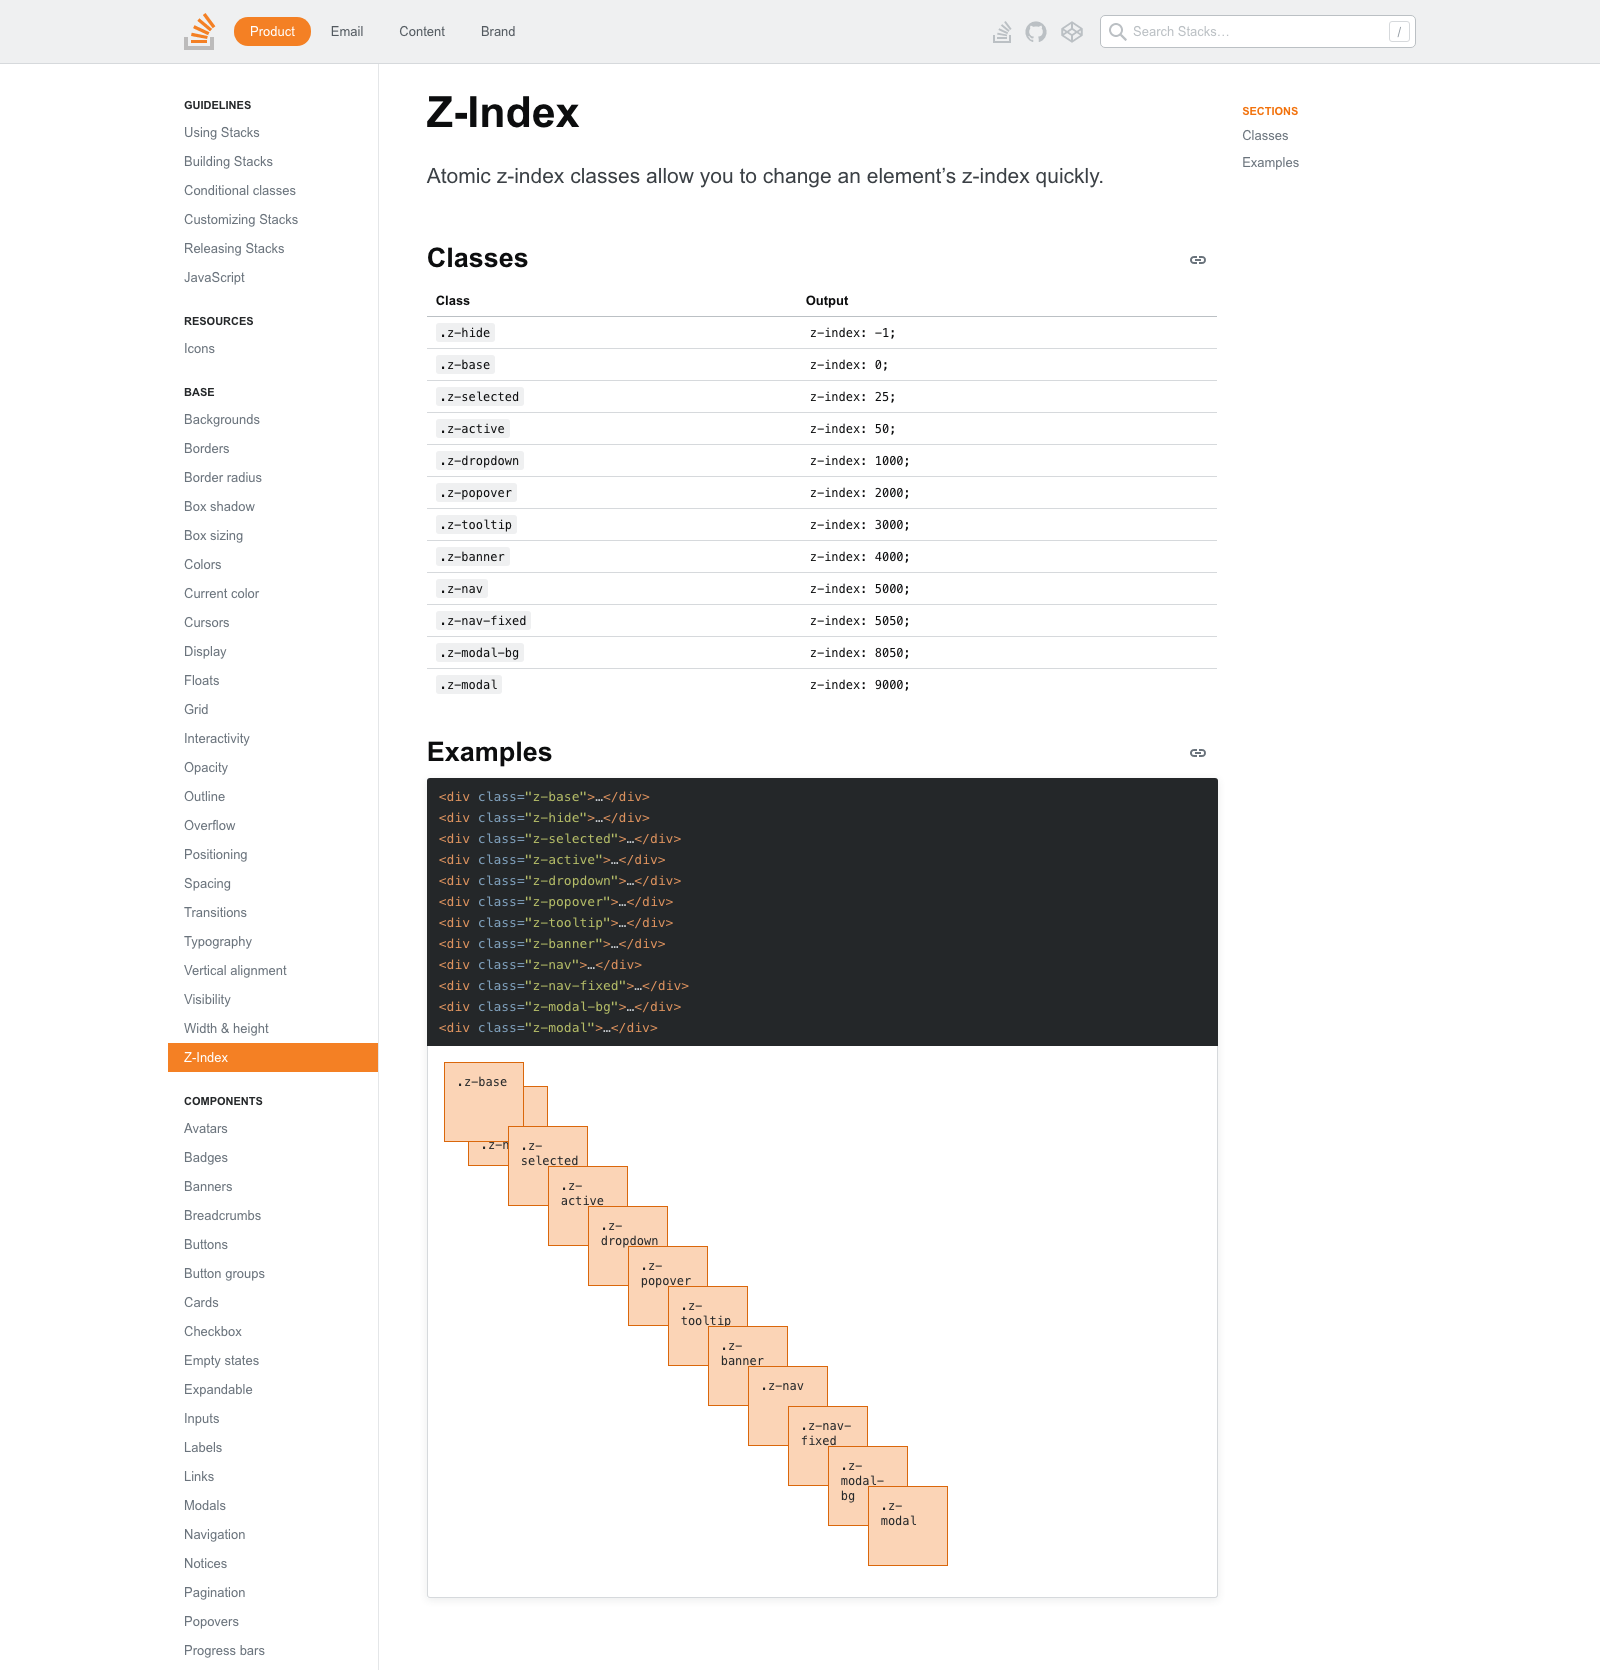 Product
Email
Content
Brand
Search Stacks…
/
GUIDELINES
Using Stacks
Building Stacks
Conditional classes
Customizing Stacks
Releasing Stacks
JavaScript
RESOURCES
Icons
BASE
Backgrounds
Borders
Border radius
Box shadow
Box sizing
Colors
Current color
Cursors
Display
Floats
Grid
Interactivity
Opacity
Outline
Overflow
Positioning
Spacing
Transitions
Typography
Vertical alignment
Visibility
Width & height
Z-Index
COMPONENTS
Avatars
Badges
Banners
Breadcrumbs
Buttons
Button groups
Cards
Checkbox
Empty states
Expandable
Inputs
Labels
Links
Modals
Navigation
Notices
Pagination
Popovers
Progress bars
Z-Index
Atomic z-index classes allow you to change an element’s z-index quickly.
Classes
Class Output
.z-hide z-index: -1;
.z-base z-index: 0;
.z-selected z-index: 25;
.z-active z-index: 50;
.z-dropdown z-index: 1000;
.z-popover z-index: 2000;
.z-tooltip z-index: 3000;
.z-banner z-index: 4000;
.z-nav z-index: 5000;
.z-nav-fixed z-index: 5050;
.z-modal-bg z-index: 8050;
.z-modal z-index: 9000;
Examples
<div class="z-base">…</div>
<div class="z-hide">…</div>
<div class="z-selected">…</div>
<div class="z-active">…</div>
<div class="z-dropdown">…</div>
<div class="z-popover">…</div>
<div class="z-tooltip">…</div>
<div class="z-banner">…</div>
<div class="z-nav">…</div>
<div class="z-nav-fixed">…</div>
<div class="z-modal-bg">…</div>
<div class="z-modal">…</div>
.z-base
.z-
selected
.z-
active
.z-
dropdown
.z-
popover
.z-
tooltip
.z-
banner
.z-nav
.z-nav-
fixed
.z-
modal-
bg
.z-
modal
SECTIONS
Classes
Examples